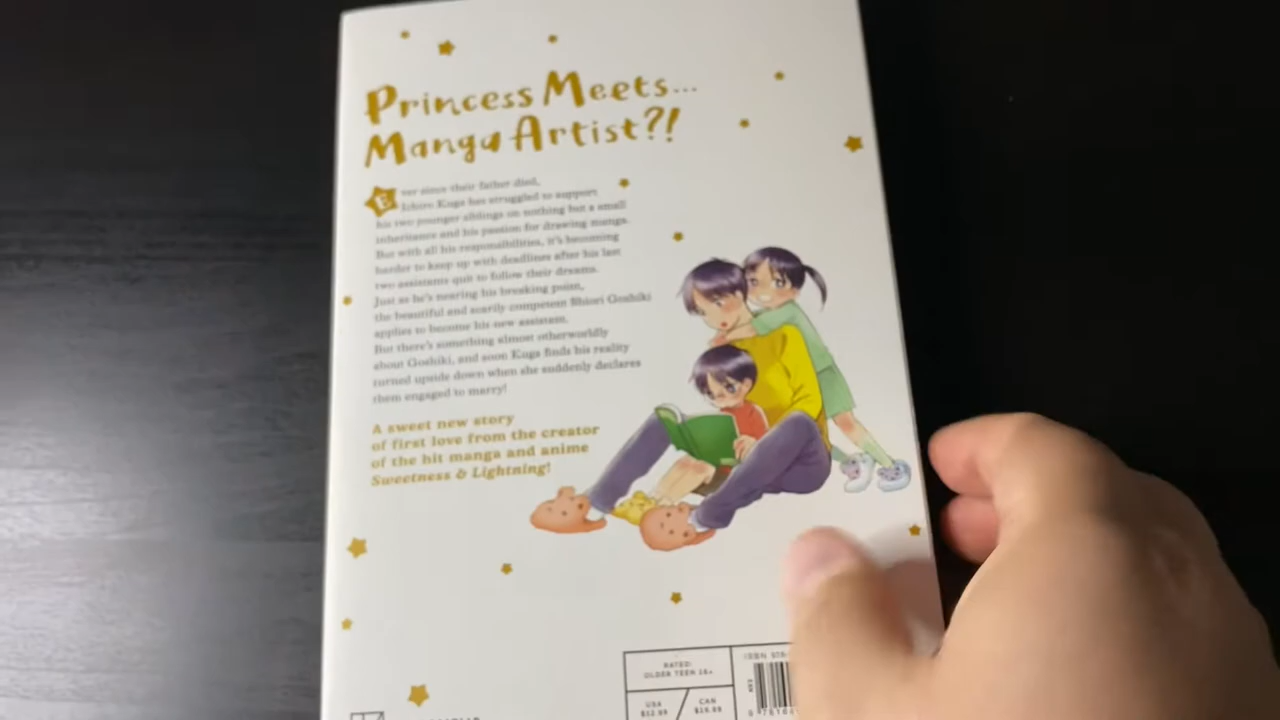 Princess Meets...
Manga Artist?!
Ever since their father died,
Ichiro Kuga has struggled to support
his two younger siblings on nothing but a small
inheritance and his passion for drawing manga.
But with all his responsibilities, it's becoming
harder to keep up with deadlines after his last
two assistants quit to follow their dreams.
Just as he's nearing his breaking point,
the beautiful and scarily competent Shiori Goshiki
applies to become his new assistant.
But there's something almost otherworldly
about Goshiki, and soon Kuga finds his reality
turned upside down when she suddenly declares
them engaged to marry!
A sweet new story
of first love from the creator
of the hit manga and anime
Sweetness & Lightning!
RATED:
OLDER TEEN 16+
ISBN 978-
USA
$12.99
CAN